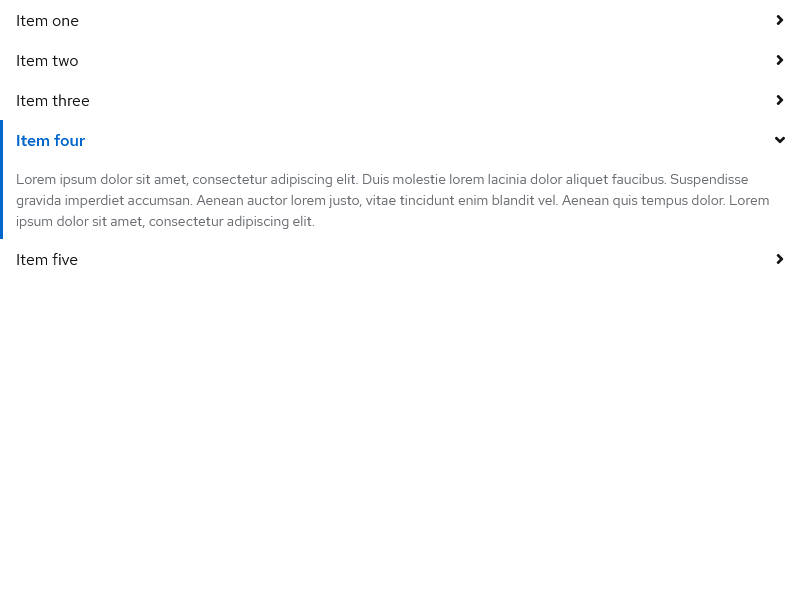 Item one
Item two
Item three
Item four
Lorem ipsum dolor sit amet, consectetur adipiscing elit. Duis molestie lorem lacinia dolor aliquet faucibus. Suspendisse
gravida imperdiet accumsan. Aenean auctor lorem justo, vitae tincidunt enim blandit vel. Aenean quis tempus dolor. Lorem
ipsum dolor sit amet, consectetur adipiscing elit.
Item five